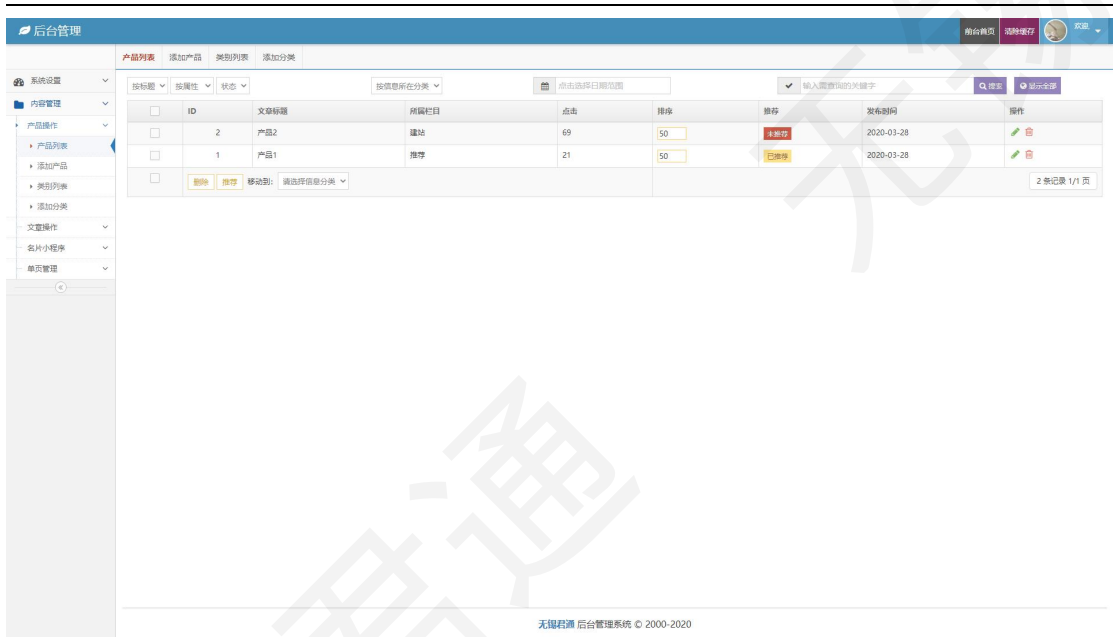 后台管理
前台首页 清除缓存 欢迎,
产品列表 添加产品 类别列表 添加分类
系统设置
内容管理
产品操作
产品列表
添加产品
类别列表
添加分类
文章操作
名片小程序
单页管理
按标题 按属性 状态 按信息所在分类 点击选择日期范围 输入需查询的关键字 搜索 显示全部
ID 文章标题 所属栏目 点击 排序 推荐 发布时间 操作
2 产品2 建站 69 50 未推荐 2020-03-28
1 产品1 推荐 21 50 已推荐 2020-03-28
删除 推荐 移动到: 请选择信息分类 2 条记录 1/1 页
无锡君通 后台管理系统 © 2000-2020
无锡
君通